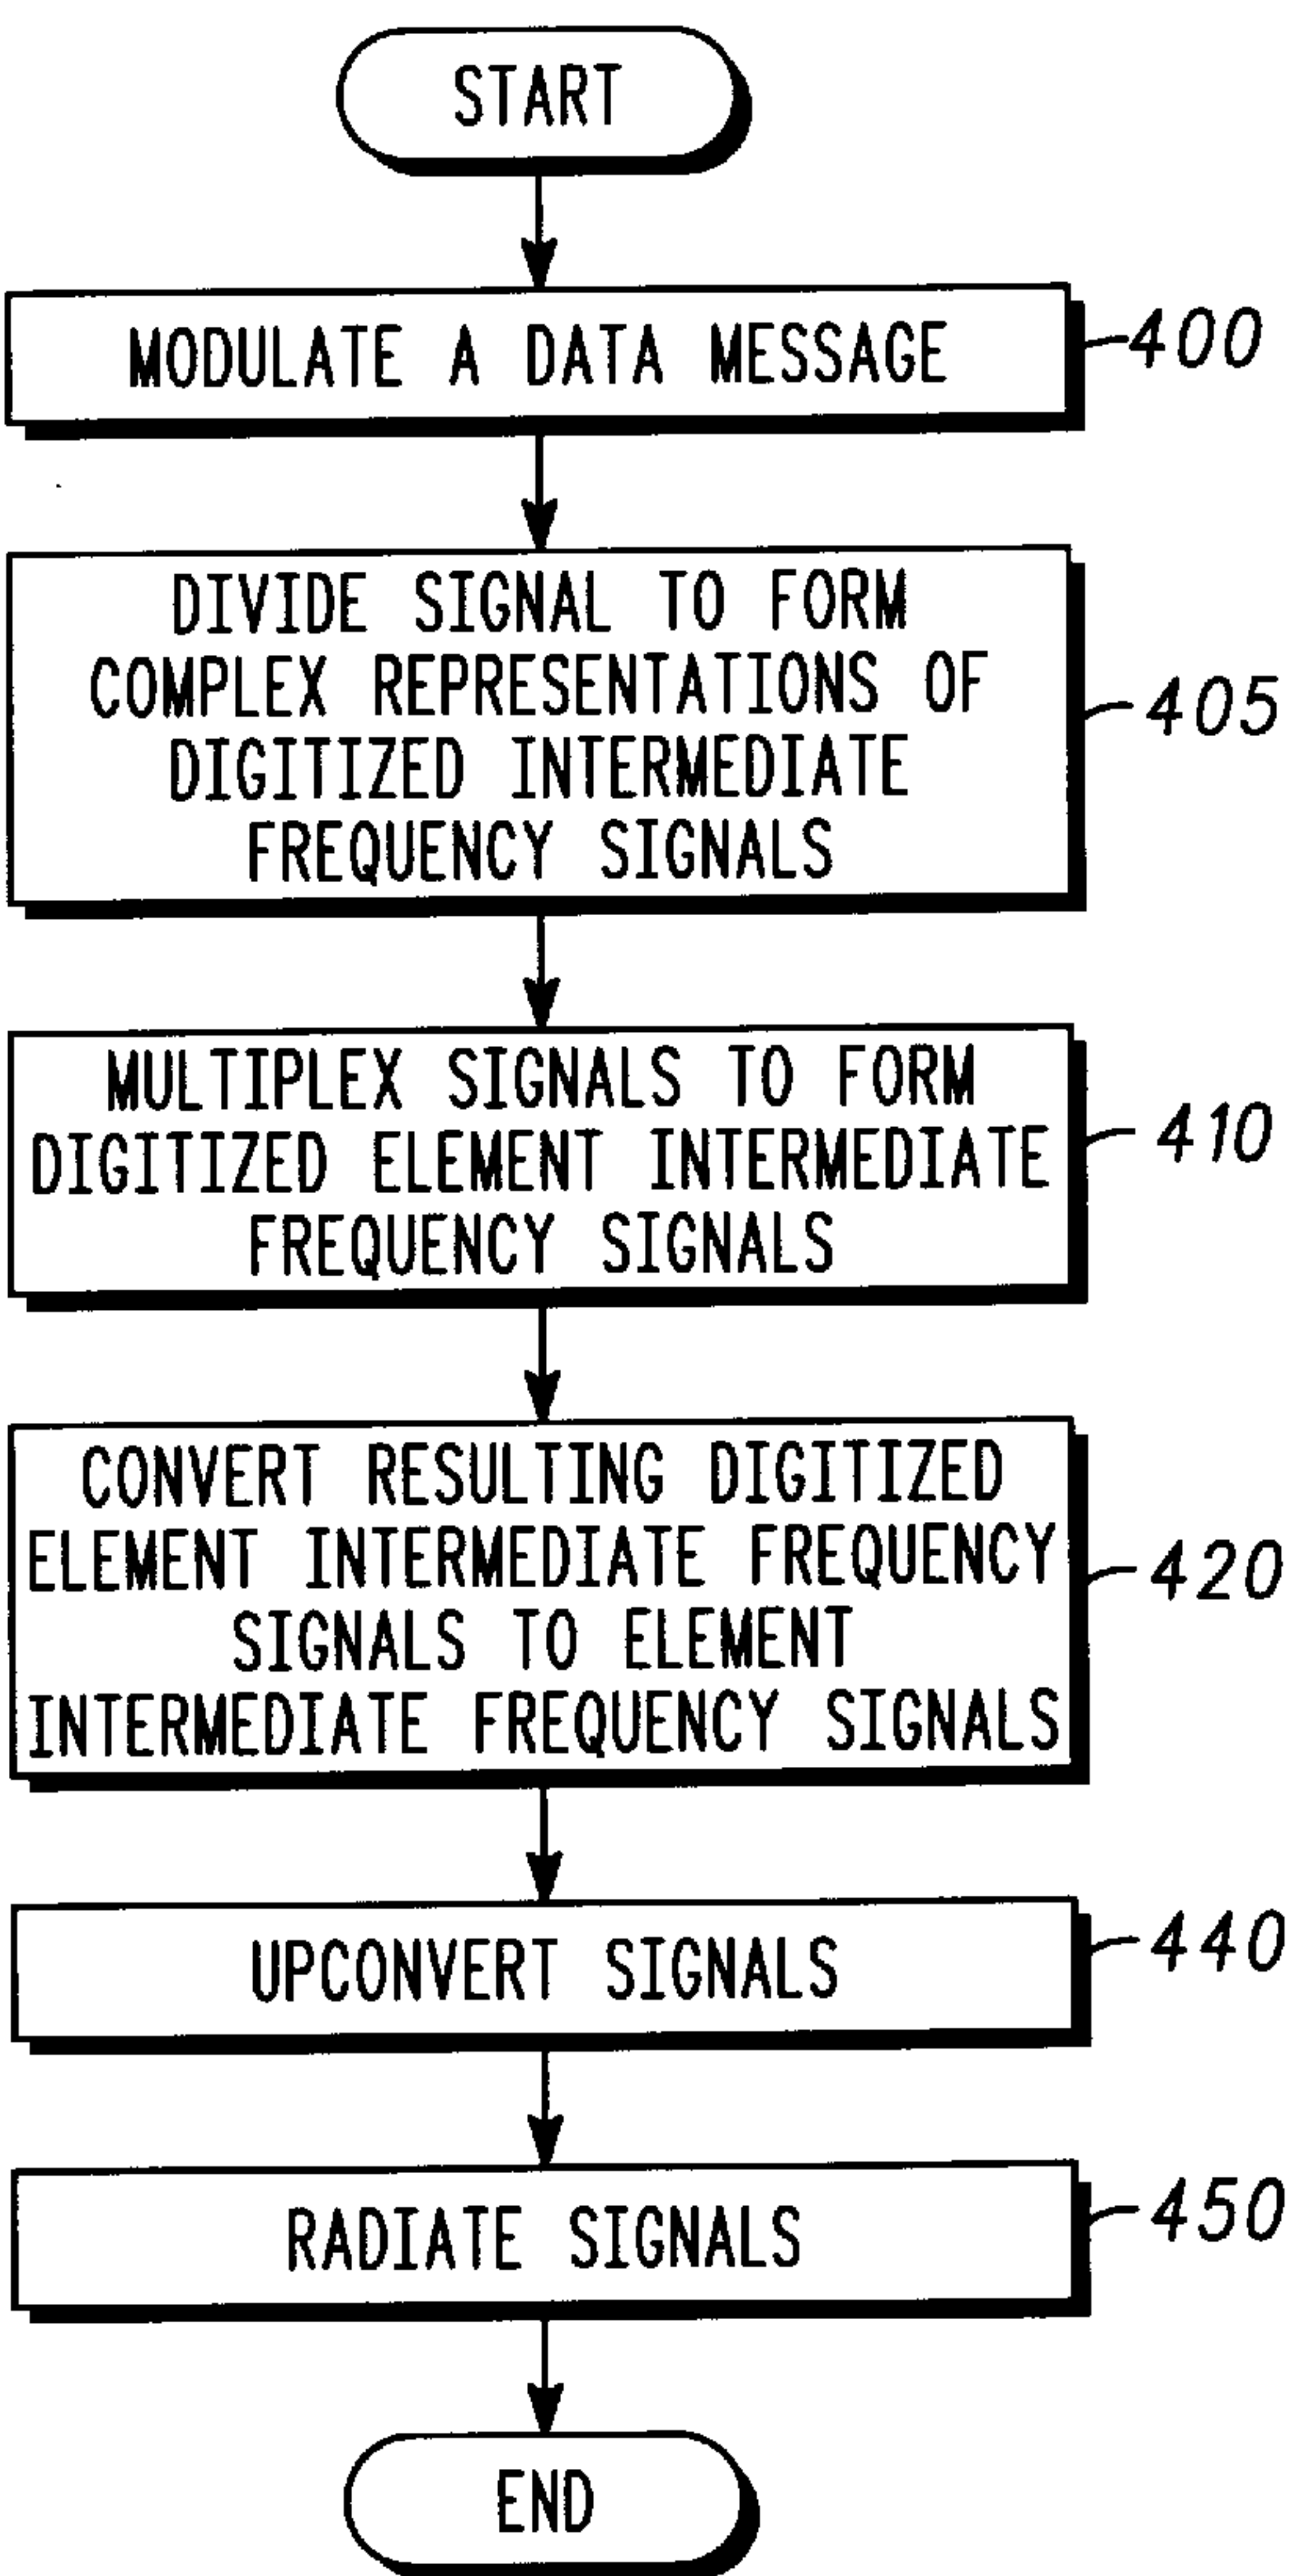 START
MODULATE A DATA MESSAGE
400
DIVIDE SIGNAL TO FORM
COMPLEX REPRESENTATIONS OF
DIGITIZED INTERMEDIATE
FREQUENCY SIGNALS
405
MULTIPLEX SIGNALS TO FORM
DIGITIZED ELEMENT INTERMEDIATE
FREQUENCY SIGNALS
410
CONVERT RESULTING DIGITIZED
ELEMENT INTERMEDIATE FREQUENCY
SIGNALS TO ELEMENT
INTERMEDIATE FREQUENCY SIGNALS
420
UPCONVERT SIGNALS
440
RADIATE SIGNALS
450
END